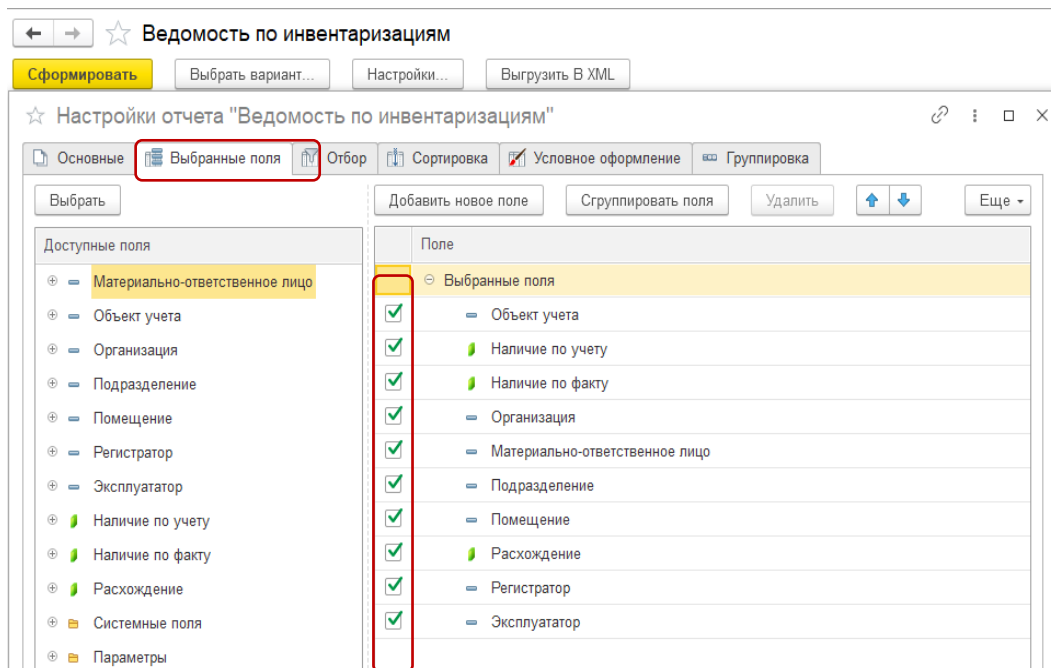 Ведомость по инвентаризациям
Сформировать Выбрать вариант... Настройки... Выгрузить В XML
Настройки отчета "Ведомость по инвентаризациям"
Основные Выбранные поля Отбор Сортировка Условное оформление Группировка
Выбрать Добавить новое поле Сгруппировать поля Удалить Еще
Доступные поля Поле
Материально-ответственное лицо Выбранные поля
Объект учета Объект учета
Организация Наличие по учету
Подразделение Наличие по факту
Помещение Организация
Регистратор Материально-ответственное лицо
Эксплуататор Подразделение
Наличие по учету Помещение
Наличие по факту Расхождение
Расхождение Регистратор
Системные поля Эксплуататор
Параметры